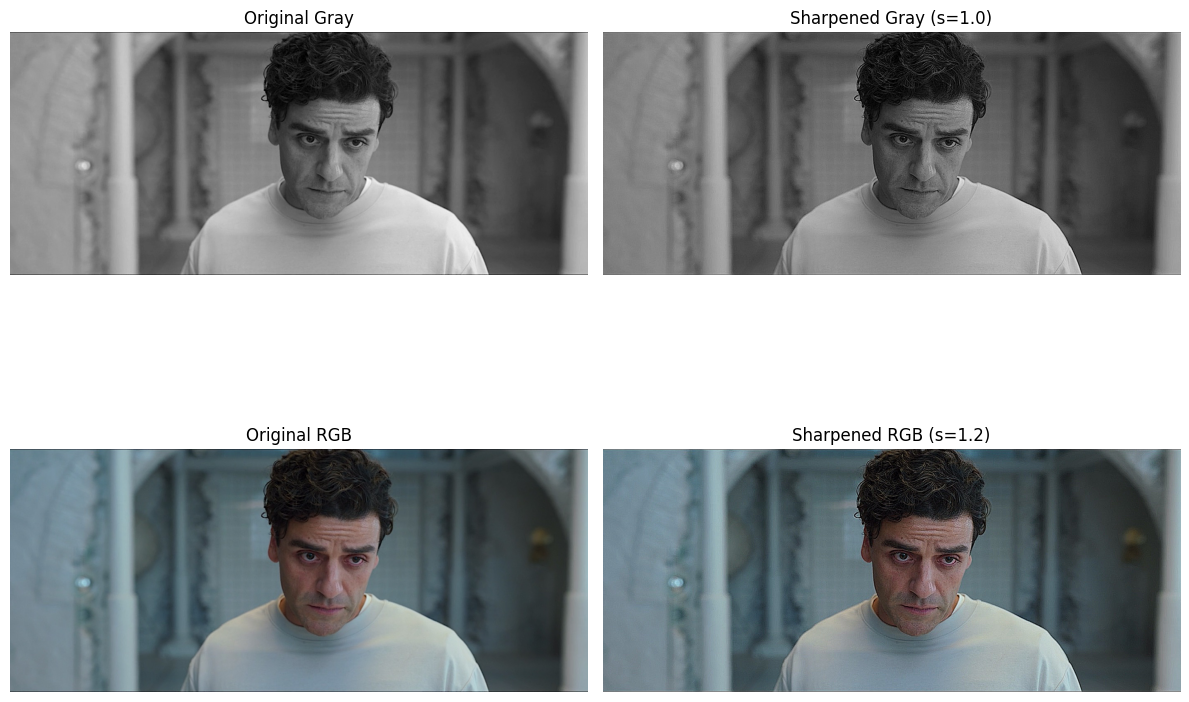 Original Gray
Sharpened Gray (s=1.0)
Original RGB
Sharpened RGB (s=1.2)